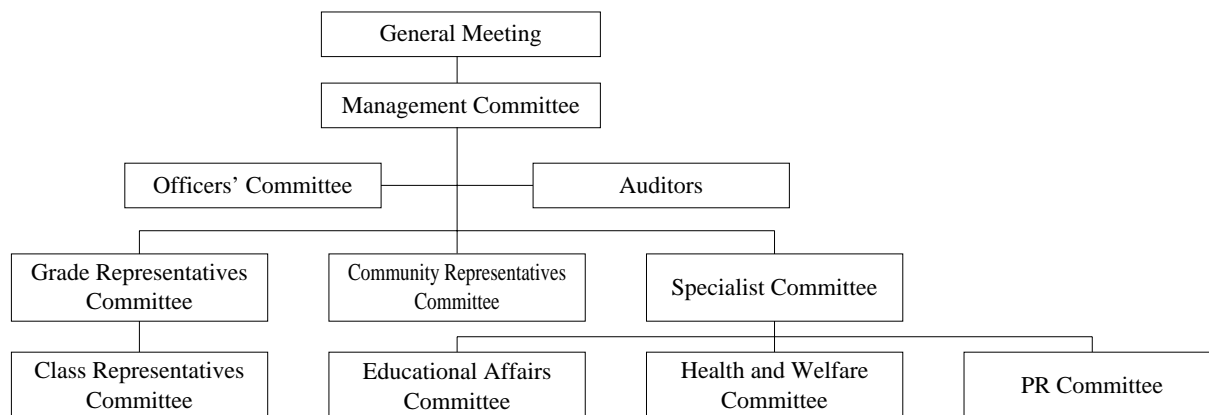 General Meeting
Management Committee
Officers’ Committee
Auditors
Grade Representatives
Committee
Community Representatives
Committee
Specialist Committee
Class Representatives
Committee
Educational Affairs
Committee
Health and Welfare
Committee
PR Committee